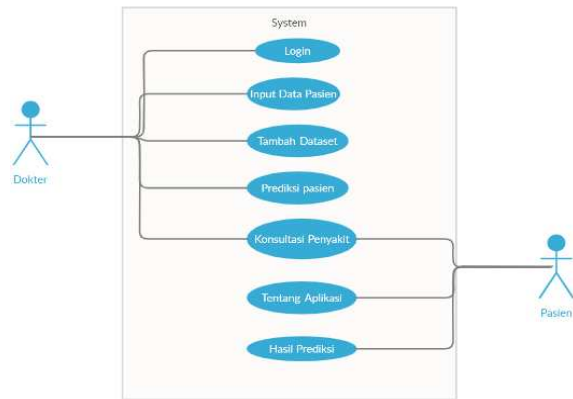 System
Login
Input Data Pasien
Tambah Dataset
Dokter
Prediksi pasien
Konsultasi Penyakit
Tentang Aplikasi
Pasien
Hasil Prediksi